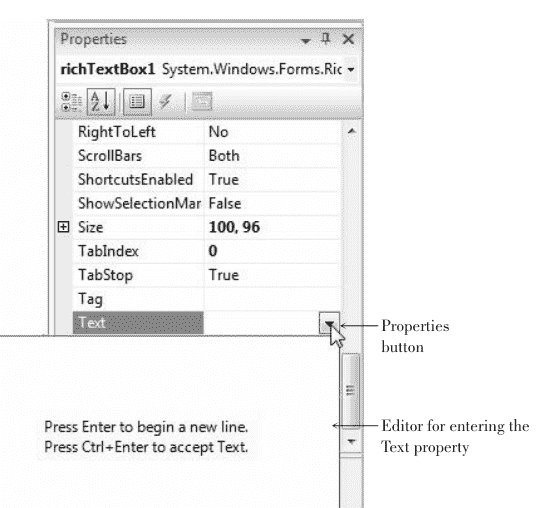 Properties
richTextBox1 System.Windows.Forms.Ric
RightToLeft No
ScrollBars Both
ShortcutsEnabled True
ShowSelectionMar False
Size 100, 96
TabIndex 0
TabStop True
Tag
Text
Properties
button
Press Enter to begin a new line.
Press Ctrl+Enter to accept Text.
Editor for entering the
Text property